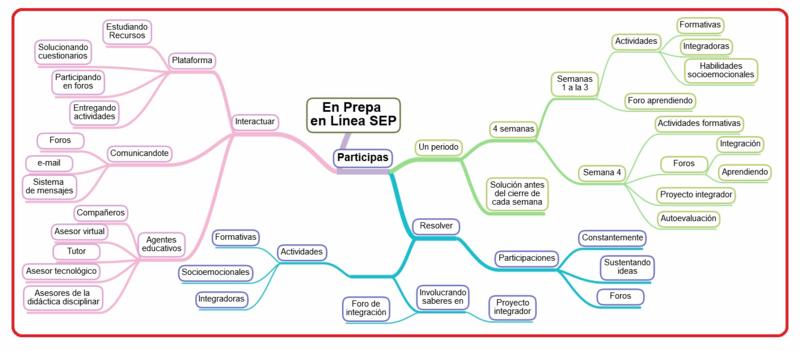 En Prepa
en Línea SEP
Participas
Interactuar
Plataforma
Estudiando
Recursos
Solucionando
cuestionarios
Participando
en foros
Entregando
actividades
Comunicandote
Foros
e-mail
Sistema
de mensajes
Agentes
educativos
Compañeros
Asesor virtual
Tutor
Asesor tecnológico
Asesores de la
didáctica disciplinar
Un periodo
4 semanas
Semanas
1 a la 3
Actividades
Formativas
Integradoras
Habilidades
socioemocionales
Foro aprendiendo
Semana 4
Actividades formativas
Foros
Integración
Aprendiendo
Proyecto integrador
Autoevaluación
Solución antes
del cierre de
cada semana
Resolver
Actividades
Formativas
Socioemocionales
Integradoras
Involucrando
saberes en
Foro de
integración
Proyecto
integrador
Participaciones
Constantemente
Sustentando
ideas
Foros